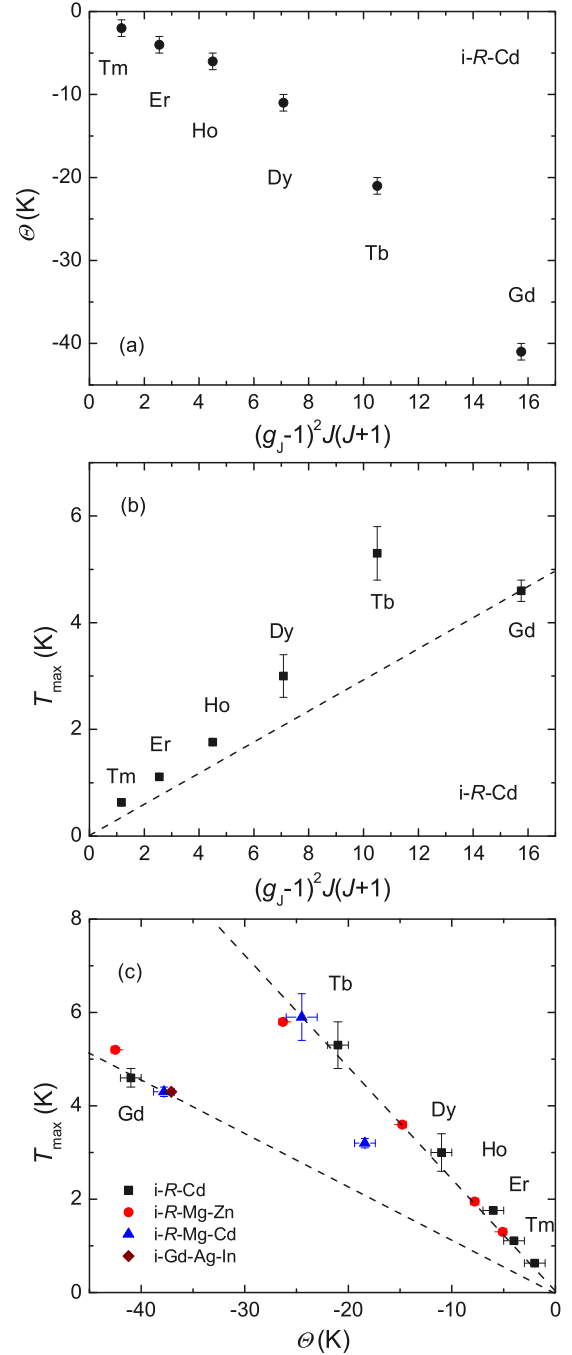 0
Tm
Er
Ho
Dy
Tb
Gd
i-R-Cd
-10
-20
-30
-40
Θ (K)
(a)
0 2 4 6 8 10 12 14 16
(g_J-1)²J(J+1)
6
4
2
0
T_max (K)
(b)
Tm
Er
Ho
Dy
Tb
Gd
i-R-Cd
0 2 4 6 8 10 12 14 16
(g_J-1)²J(J+1)
8
6
4
2
0
T_max (K)
(c)
Tb
Gd
Dy
Ho
Er
Tm
i-R-Cd
i-R-Mg-Zn
i-R-Mg-Cd
i-Gd-Ag-In
-40 -30 -20 -10 0
Θ (K)